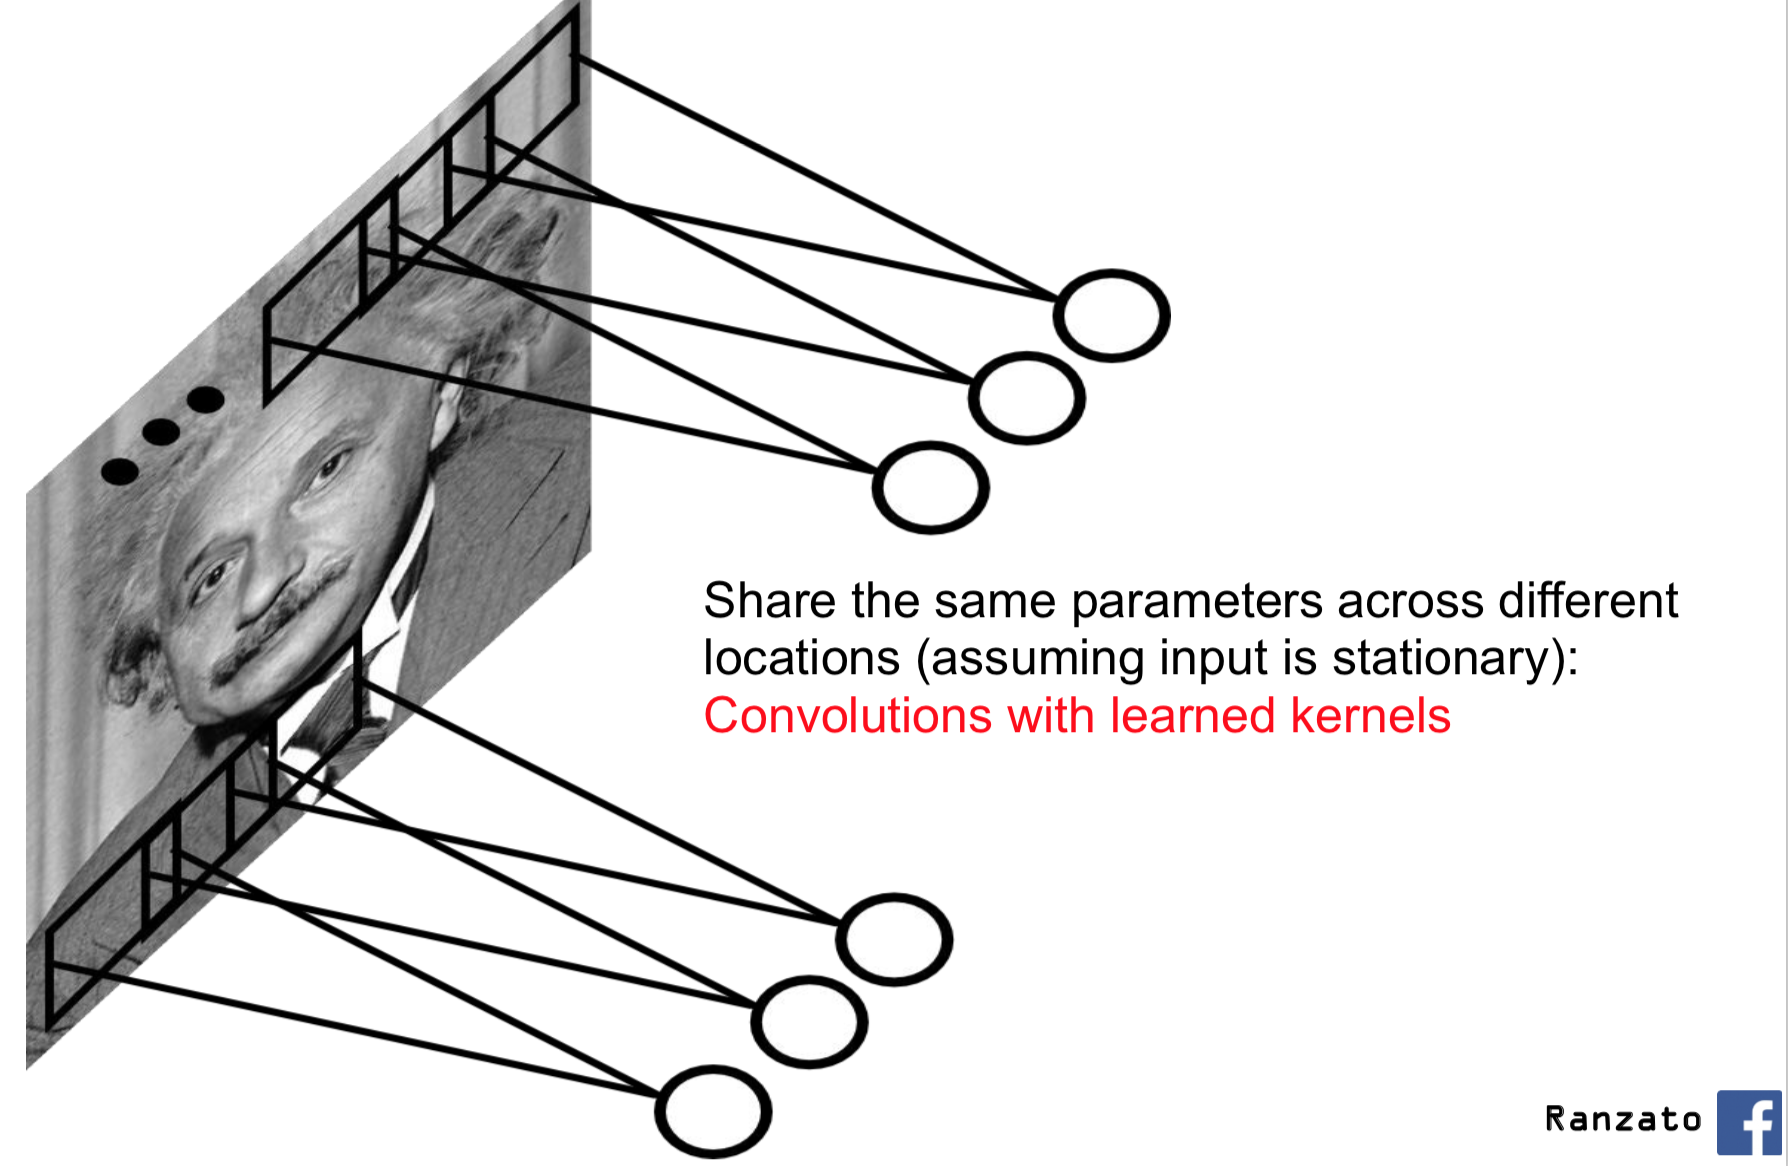 Share the same parameters across different
locations (assuming input is stationary):
Convolutions with learned kernels
Ranzato